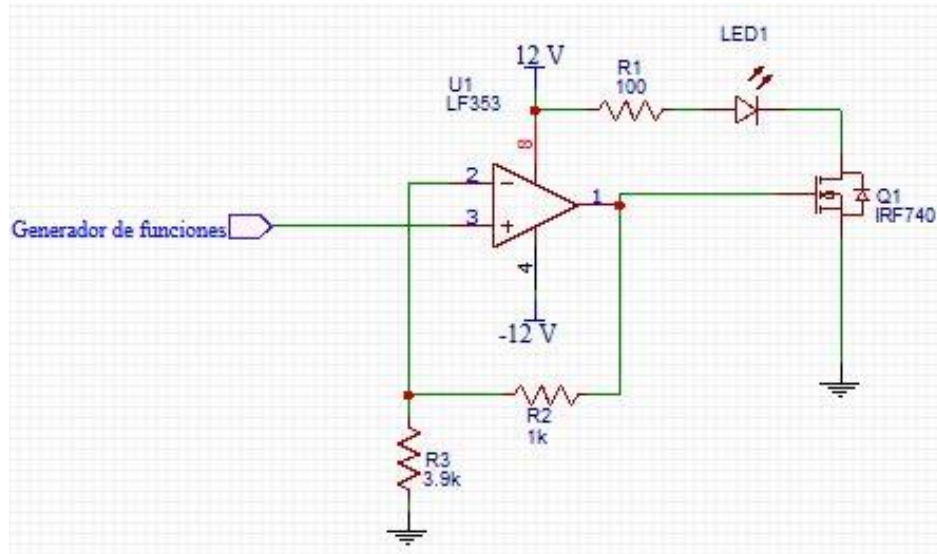 LED1
12 V
R1
100
U1
LF353
8
2
1
Q1
IRF740
3
Generador de funciones
4
-12 V
R2
1k
R3
3.9k